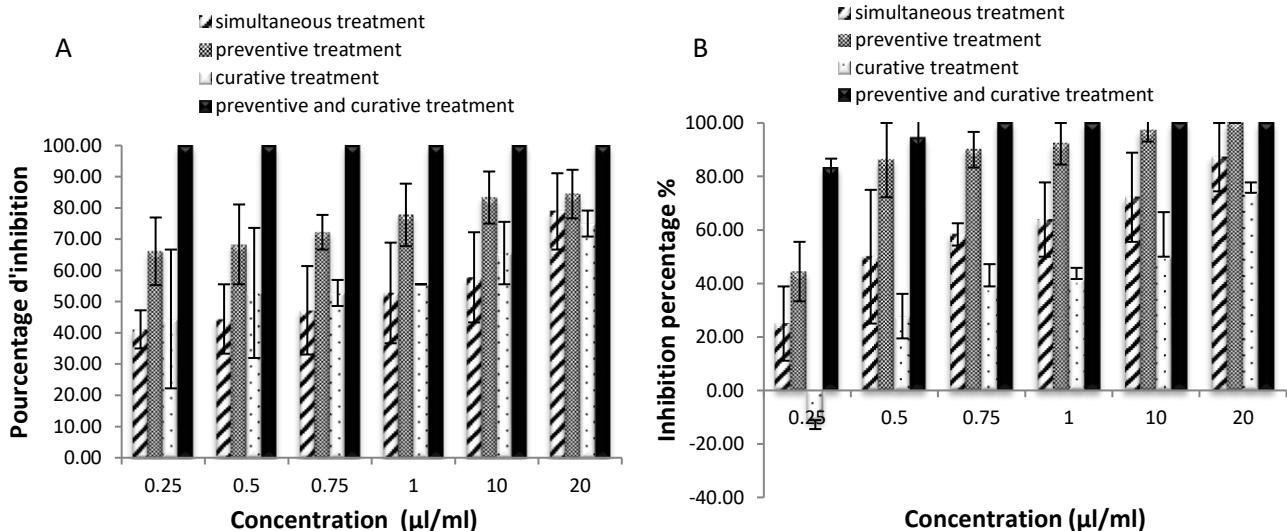 A
simultaneous treatment
preventive treatment
curative treatment
preventive and curative treatment
Pourcentage d'inhibition
100.00
90.00
80.00
70.00
60.00
50.00
40.00
30.00
20.00
10.00
0.00
0.25 0.5 0.75 1 10 20
Concentration (µl/ml)
B
simultaneous treatment
preventive treatment
curative treatment
preventive and curative treatment
Inhibition percentage %
100.00
80.00
60.00
40.00
20.00
0.00
-20.00
-40.00
0.25 0.5 0.75 1 10 20
Concentration (µl/ml)